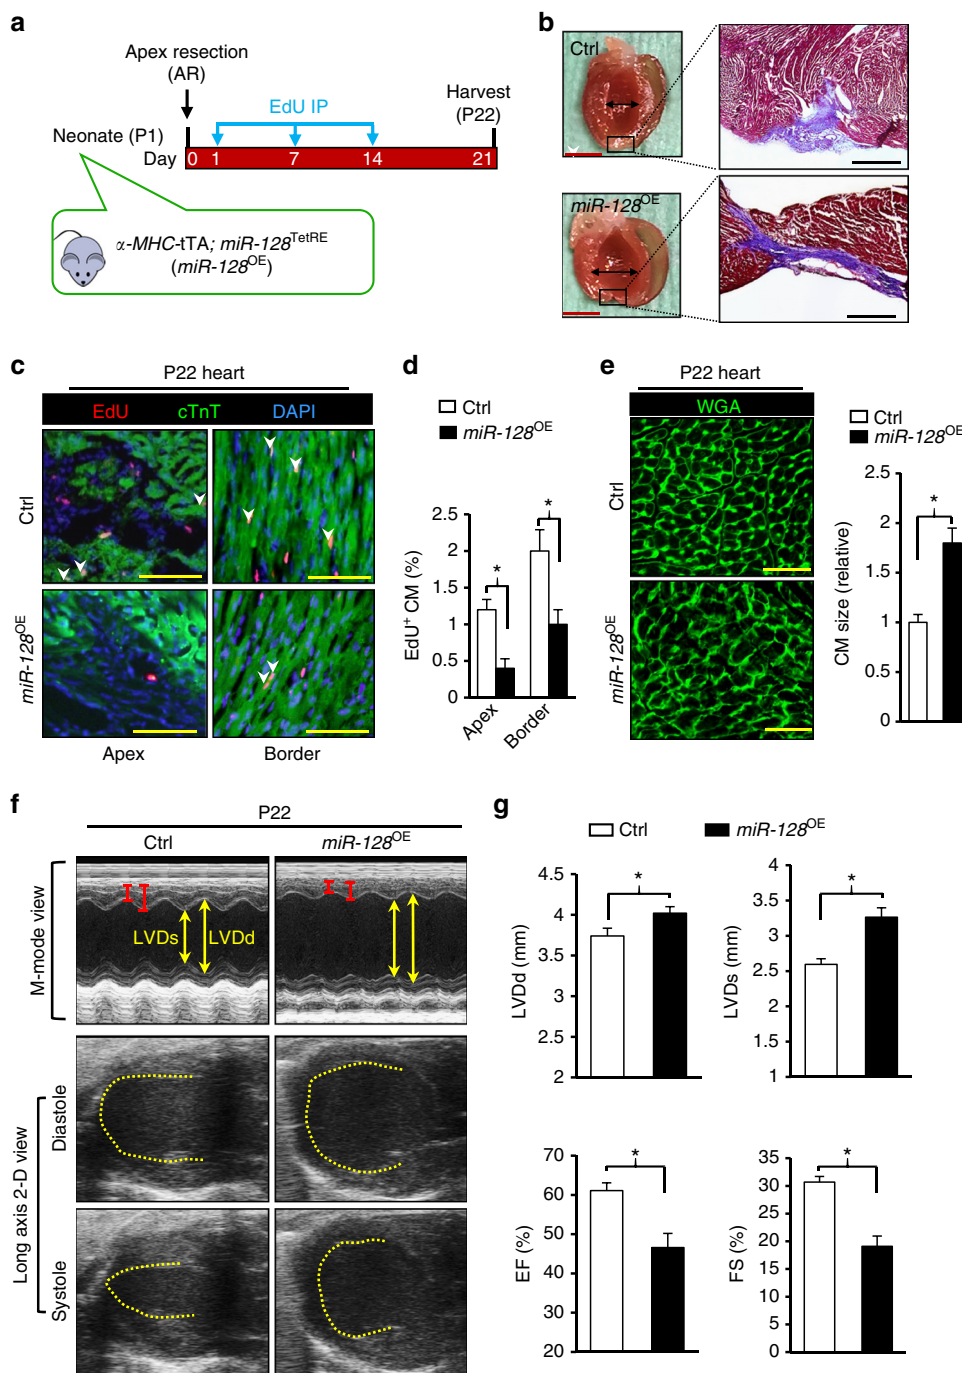 a
Apex resection
(AR)
EdU IP
Harvest
(P22)
Neonate (P1)
Day
0 1 7 14 21
α-MHC-tTA; miR-128TetRE
(miR-128OE)
b
Ctrl
miR-128OE
c
P22 heart
EdU cTnT DAPI
Ctrl
miR-128OE
Apex Border
d
Ctrl
miR-128OE
EdU+ CM (%)
2.5
2
1.5
1
0.5
0
*
*
Apex
Border
e
P22 heart
WGA
Ctrl
miR-128OE
Ctrl
miR-128OE
CM size (relative)
2.5
2
1.5
1
0.5
0
*
f
P22
Ctrl miR-128OE
M-mode view
LVDs LVDd
Long axis 2-D view
Diastole
Systole
g
Ctrl miR-128OE
LVDd (mm)
4.5
4
3.5
3
2.5
2
*
LVDs (mm)
4
3.5
3
2.5
2
1.5
1
*
EF (%)
70
60
50
40
30
20
*
FS (%)
35
30
25
20
15
10
5
0
*